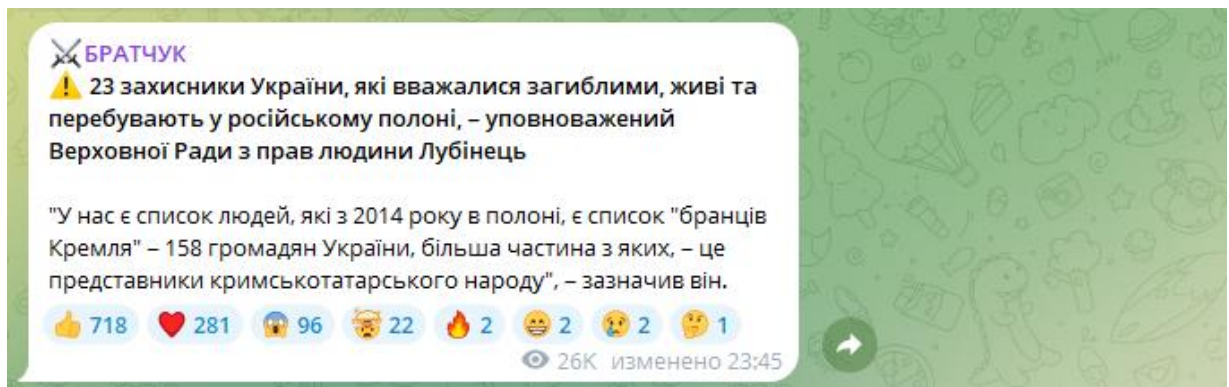 БРАТЧУК
23 захисники України, які вважалися загиблими, живі та
перебувають у російському полоні, – уповноважений
Верховної Ради з прав людини Лубінець
"У нас є список людей, які з 2014 року в полоні, є список "бранців
Кремля" – 158 громадян України, більша частина з яких, – це
представники кримськотатарського народу", – зазначив він.
718 281 96 22 2 2 2 1
26K изменено 23:45